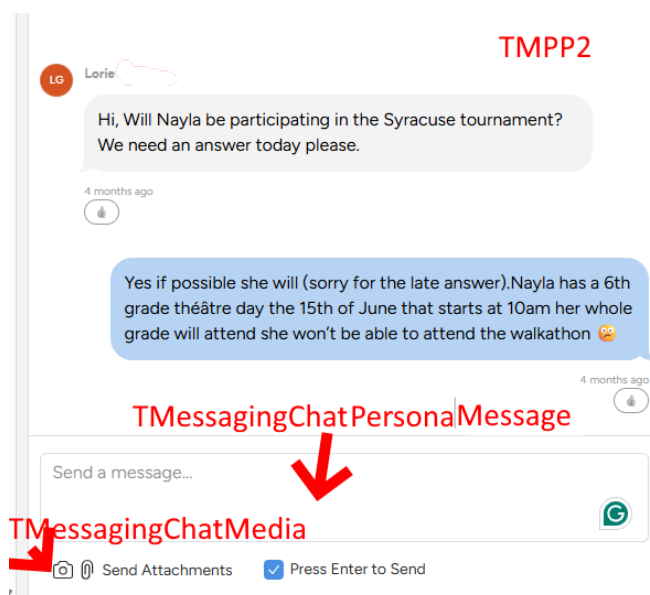 TMPP2
LG
Lorie
Hi, Will Nayla be participating in the Syracuse tournament?
We need an answer today please.
4 months ago
Yes if possible she will (sorry for the late answer).Nayla has a 6th
grade théâtre day the 15th of June that starts at 10am her whole
grade will attend she won't be able to attend the walkathon 😕
4 months ago
TMessagingChatPersonalMessage
Send a message...
G
TMessagingChatMedia
Send Attachments
Press Enter to Send